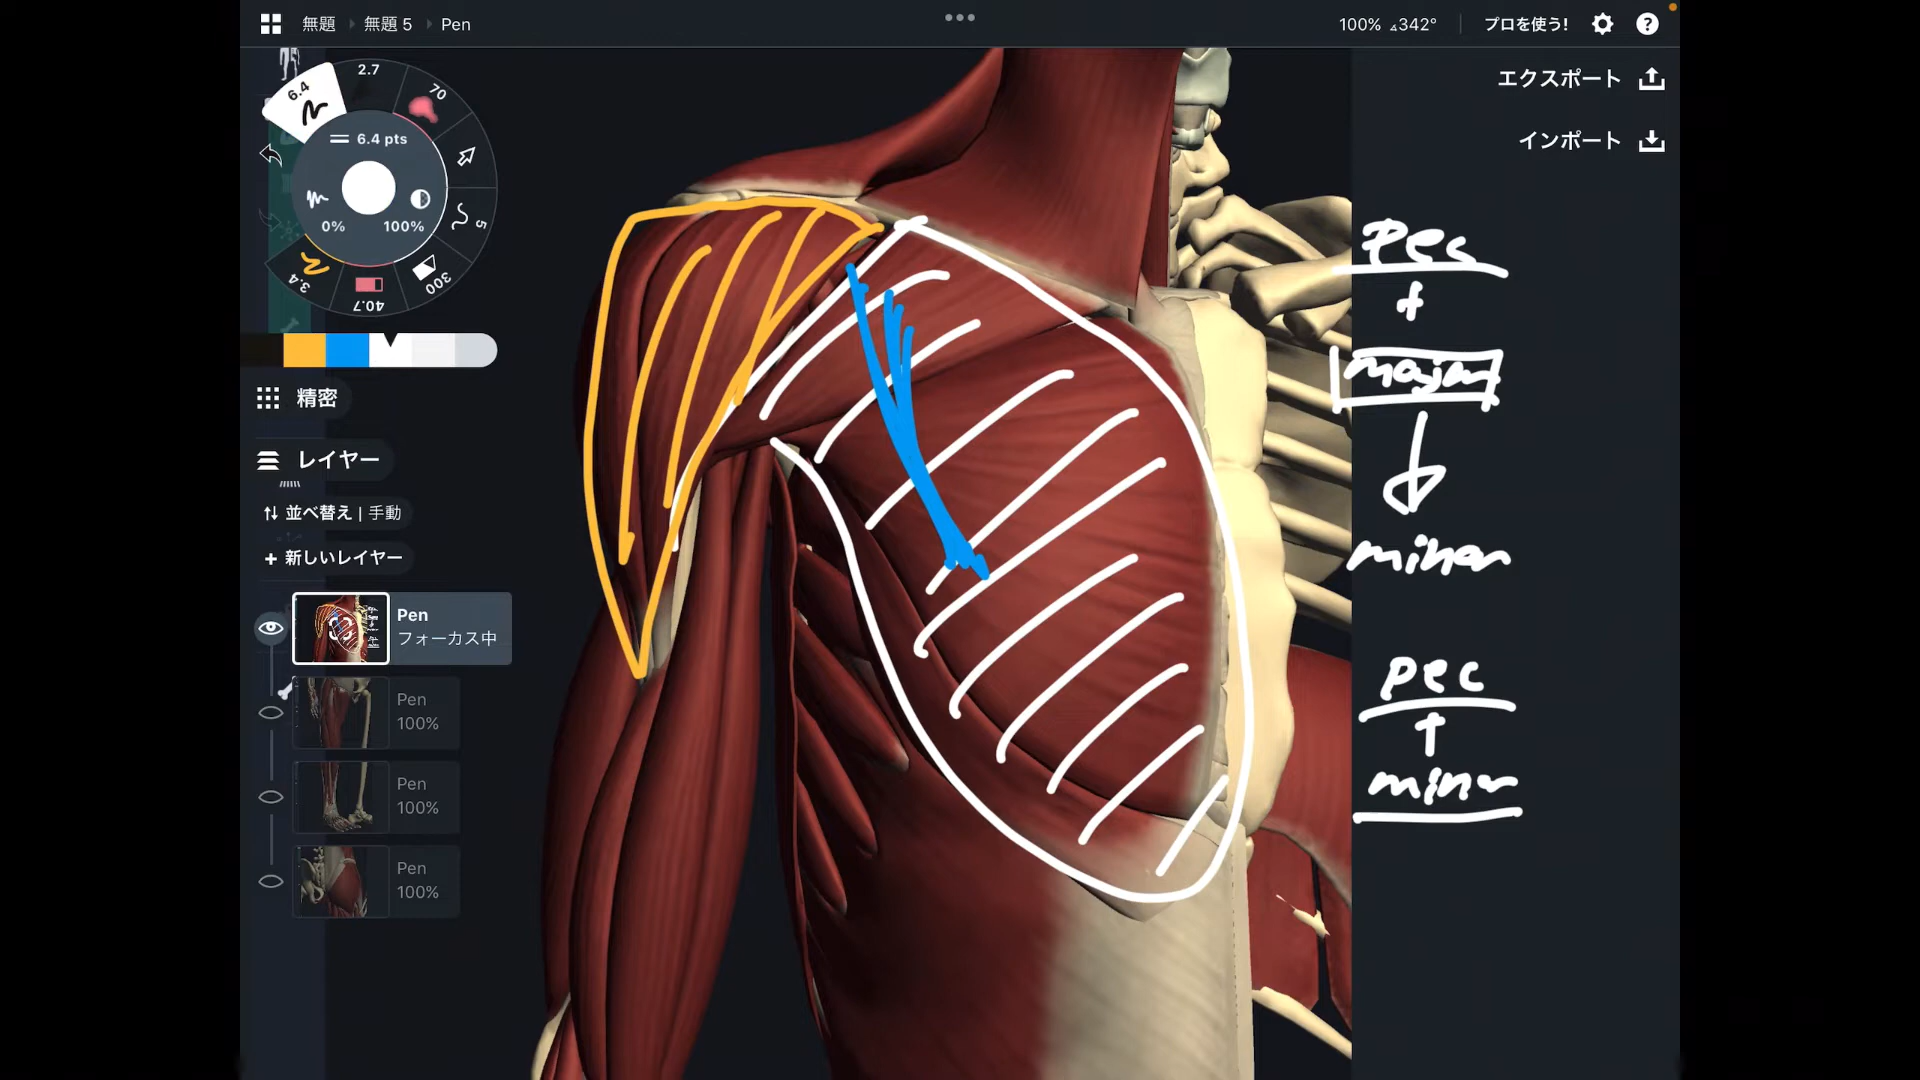 無題 無題 5 Pen
100% 342°
プロを使う!
エクスポート
インポート
2.7
6.4
70
6.4 pts
5
0% 100%
3.4
300
40.7
精密
レイヤー
並べ替え | 手動
+ 新しいレイヤー
Pen
フォーカス中
Pen
100%
Pen
100%
Pen
100%
pec
+
major
↓
minor
pec
+
minr